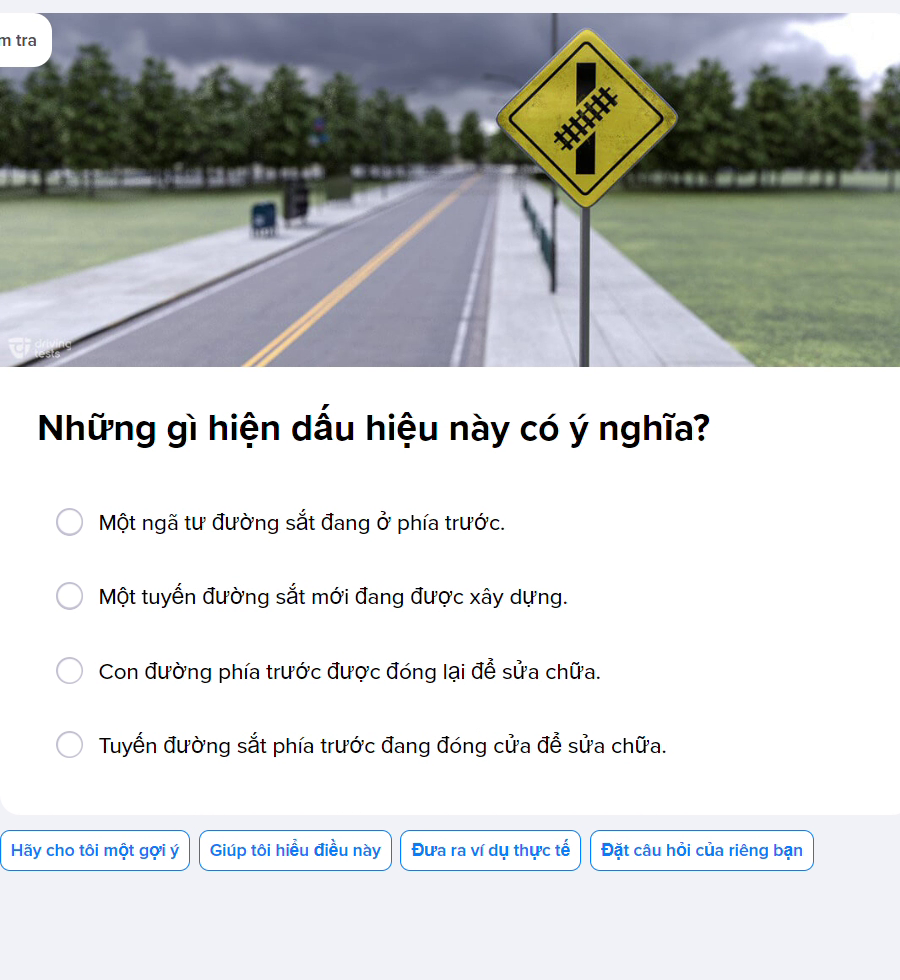 m tra
driving
tests
Những gì hiện dấu hiệu này có ý nghĩa?
Một ngã tư đường sắt đang ở phía trước.
Một tuyến đường sắt mới đang được xây dựng.
Con đường phía trước được đóng lại để sửa chữa.
Tuyến đường sắt phía trước đang đóng cửa để sửa chữa.
Hãy cho tôi một gợi ý
Giúp tôi hiểu điều này
Đưa ra ví dụ thực tế
Đặt câu hỏi của riêng bạn